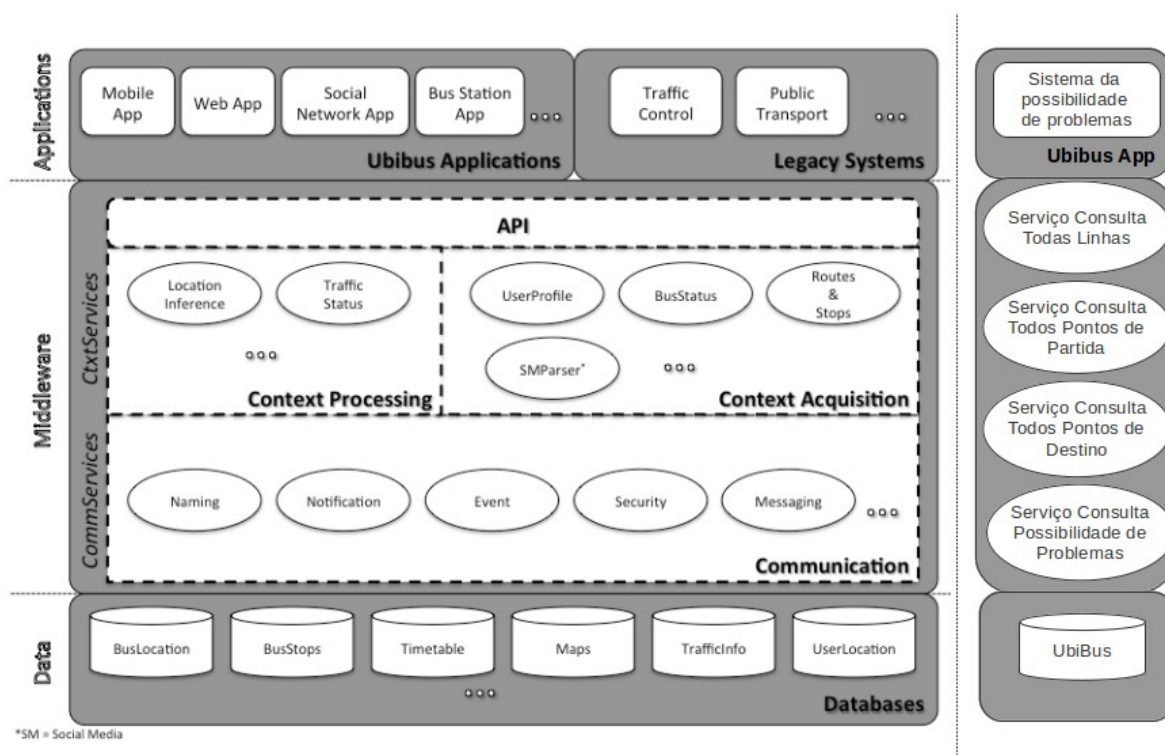 Applications
Mobile
App
Web App
Social
Network App
Bus Station
App
Ubibus Applications
Traffic
Control
Public
Transport
Legacy Systems
Sistema da
possibilidade
de problemas
Ubibus App
Middleware
CtxtServices
API
Location
Inference
Traffic
Status
Context Processing
UserProfile
BusStatus
Routes
&
Stops
SMParser*
Context Acquisition
CommServices
Naming
Notification
Event
Security
Messaging
Communication
Serviço Consulta
Todas Linhas
Serviço Consulta
Todos Pontos de
Partida
Serviço Consulta
Todos Pontos de
Destino
Serviço Consulta
Possibilidade de
Problemas
Data
BusLocation
BusStops
Timetable
Maps
TrafficInfo
UserLocation
Databases
UbiBus
*SM = Social Media